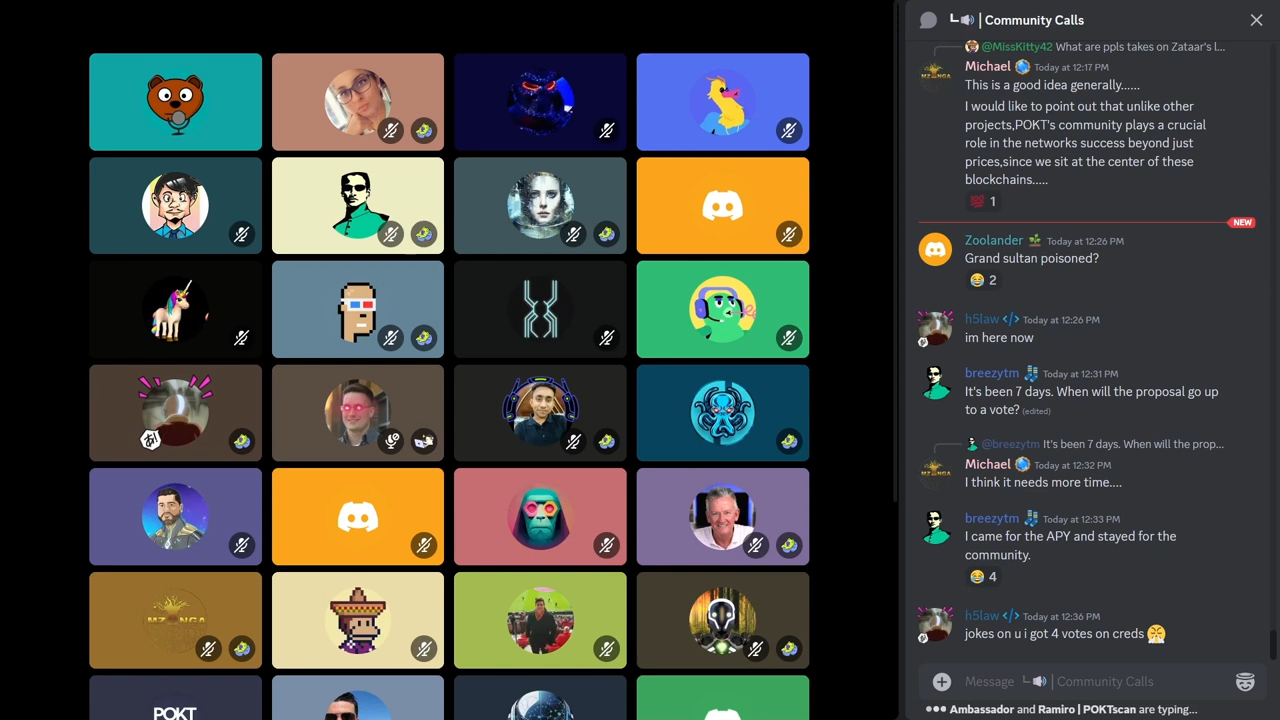 Community Calls
@MissKitty42 What are ppls takes on Zataar's l...
Michael Today at 12:17 PM
This is a good idea generally......
I would like to point out that unlike other
projects,POKT's community plays a crucial
role in the networks success beyond just
prices,since we sit at the center of these
blockchains.....
1
NEW
Zoolander Today at 12:26 PM
Grand sultan poisoned?
2
h5law Today at 12:26 PM
im here now
breezytm Today at 12:31 PM
It's been 7 days. When will the proposal go up
to a vote? (edited)
@breezytm It's been 7 days. When will the prop...
Michael Today at 12:32 PM
I think it needs more time....
breezytm Today at 12:33 PM
I came for the APY and stayed for the
community.
4
h5law Today at 12:36 PM
jokes on u i got 4 votes on creds
Message Community Calls
Ambassador and Ramiro | POKTscan are typing...
MZONGA
POKT